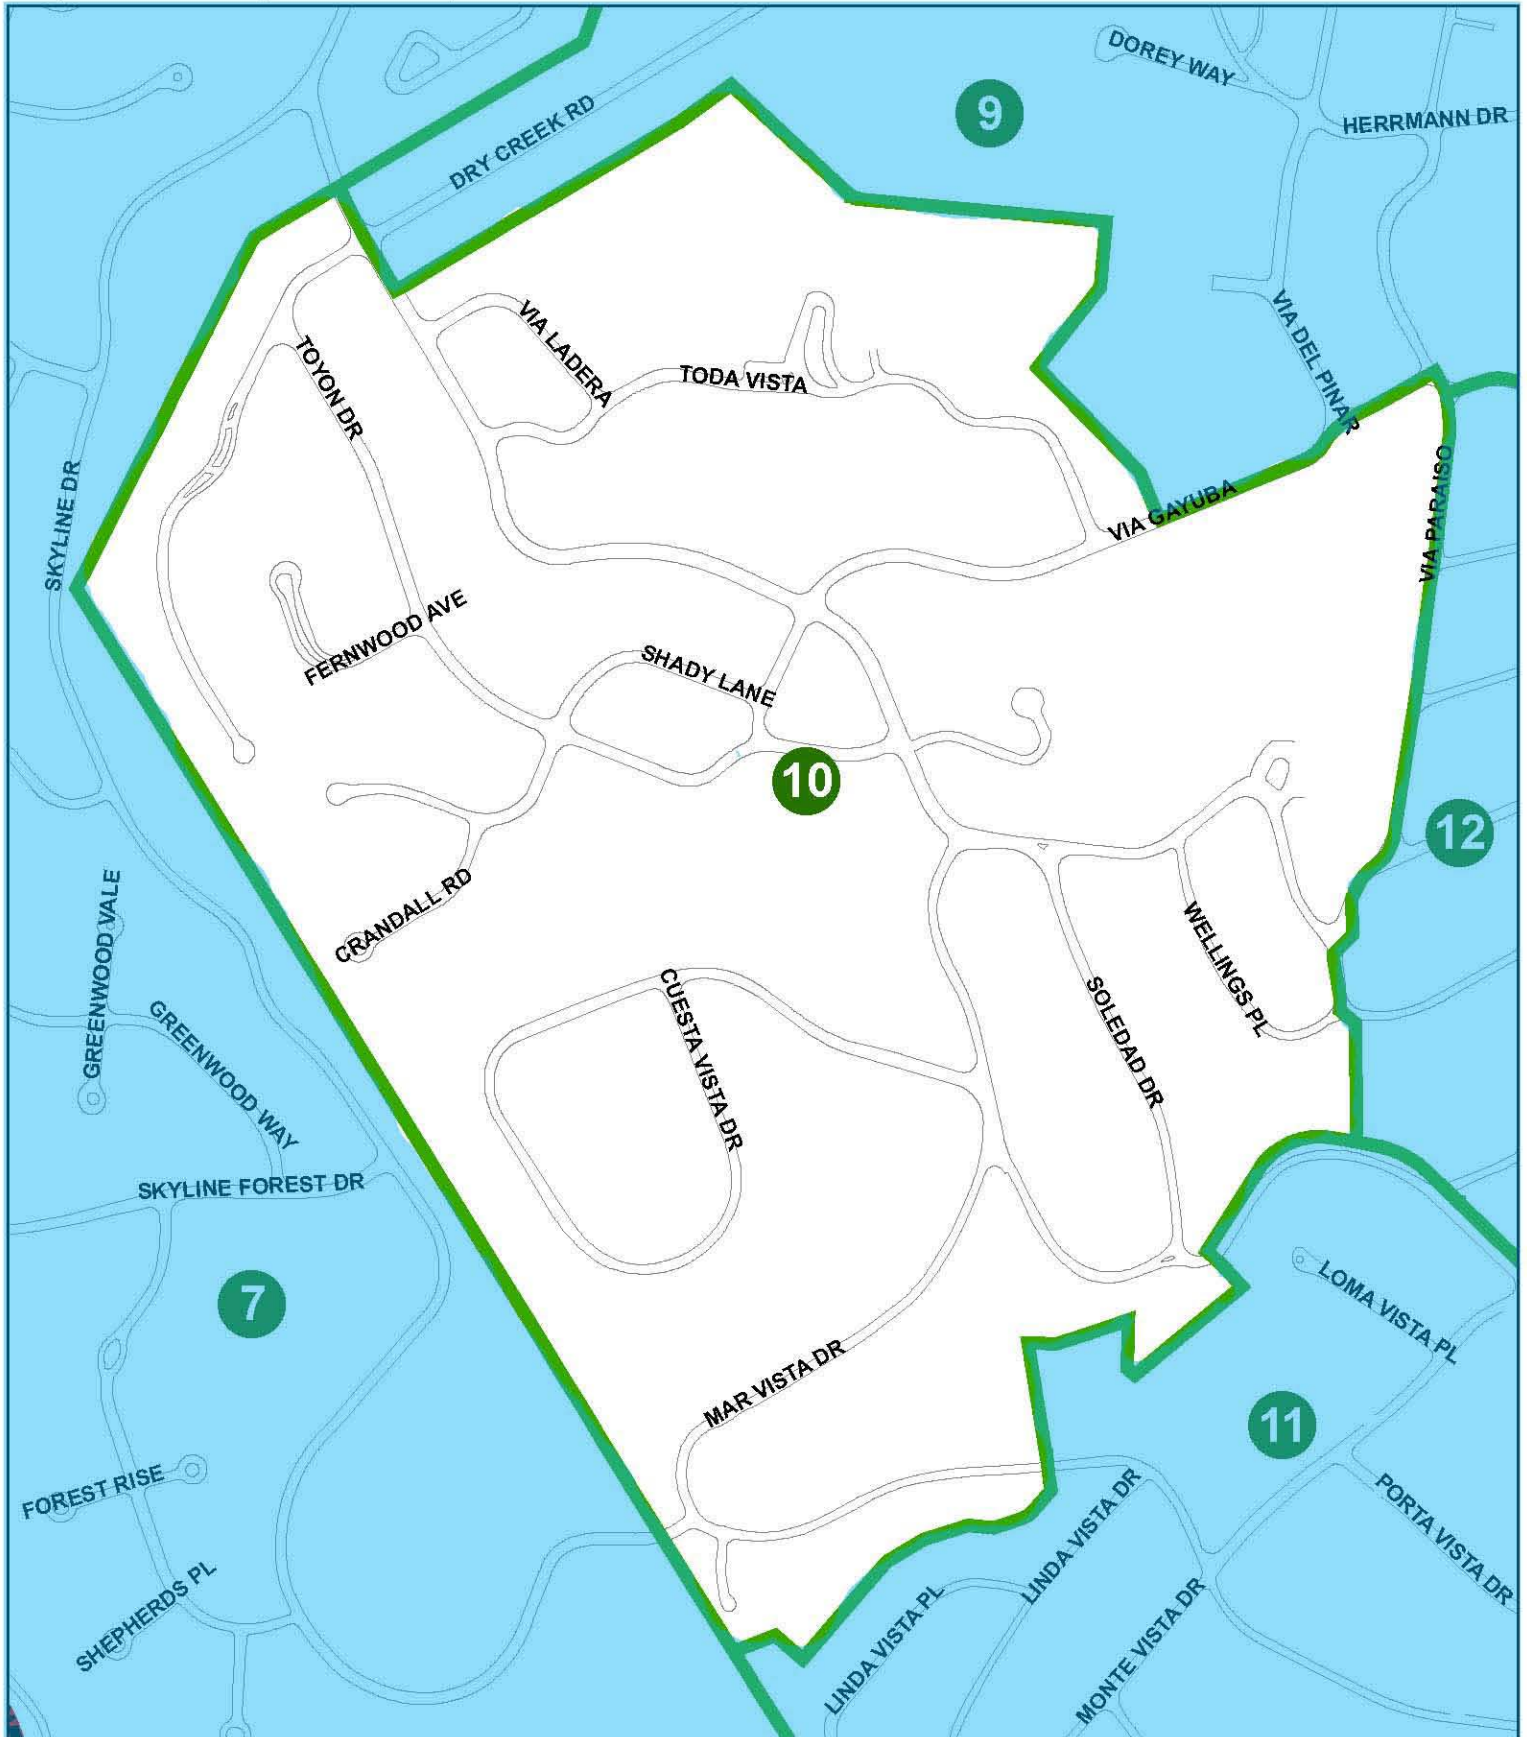 DOREY WAY
9
HERRMANN DR
DRY CREEK RD
VIA LADERA
VIA DEL PINAR
TOYON DR
TODA VISTA
SKYLINE DR
VIA GAYUBA
VIA PARAISO
FERNWOOD AVE
SHADY LANE
10
12
CRANDALL RD
GREENWOOD VALE
WELLINGS PL
CUESTA VISTA DR
SOLEDAD DR
GREENWOOD WAY
SKYLINE FOREST DR
7
LOMA VISTA PL
MAR VISTA DR
11
FOREST RISE
LINDA VISTA DR
PORTA VISTA DR
SHEPHERDS PL
LINDA VISTA PL
MONTE VISTA DR